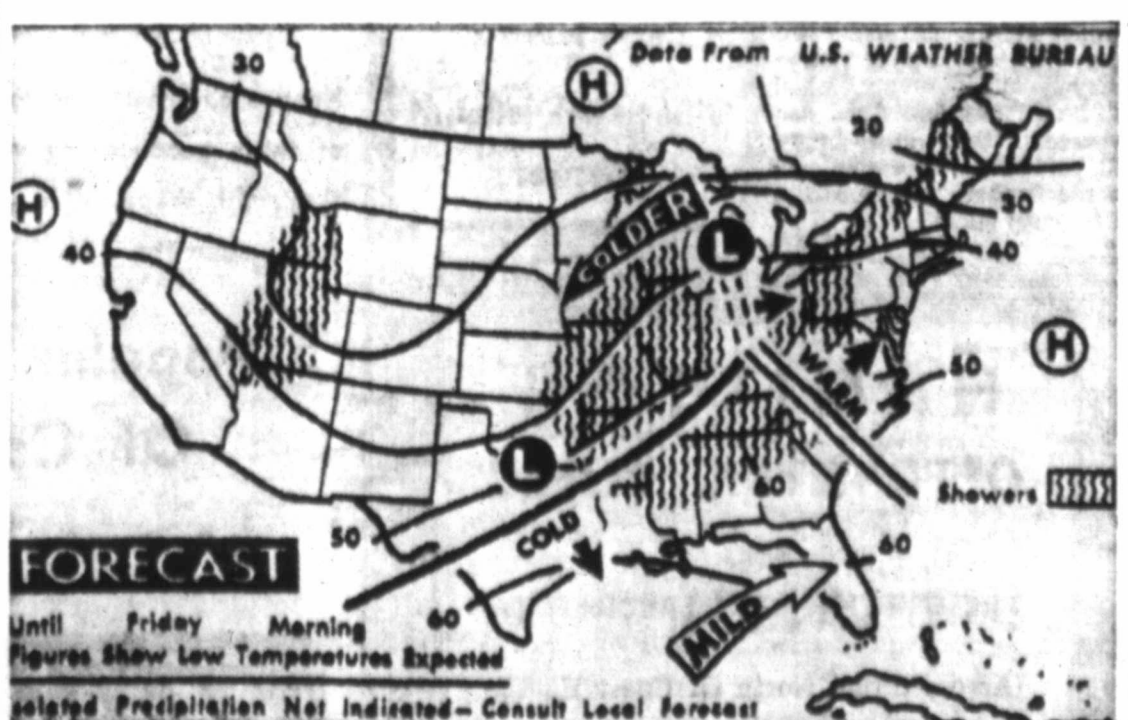 Data From U.S. WEATHER BUREAU
30
H
20
H
COLDER
30
L
40
40
H
WARM
50
L
60
Showers
50
COLD
60
FORECAST
60
MILD
Until Friday Morning
Figures Show Low Temperatures Expected
Isolated Precipitation Not Indicated—Consult Local Forecast